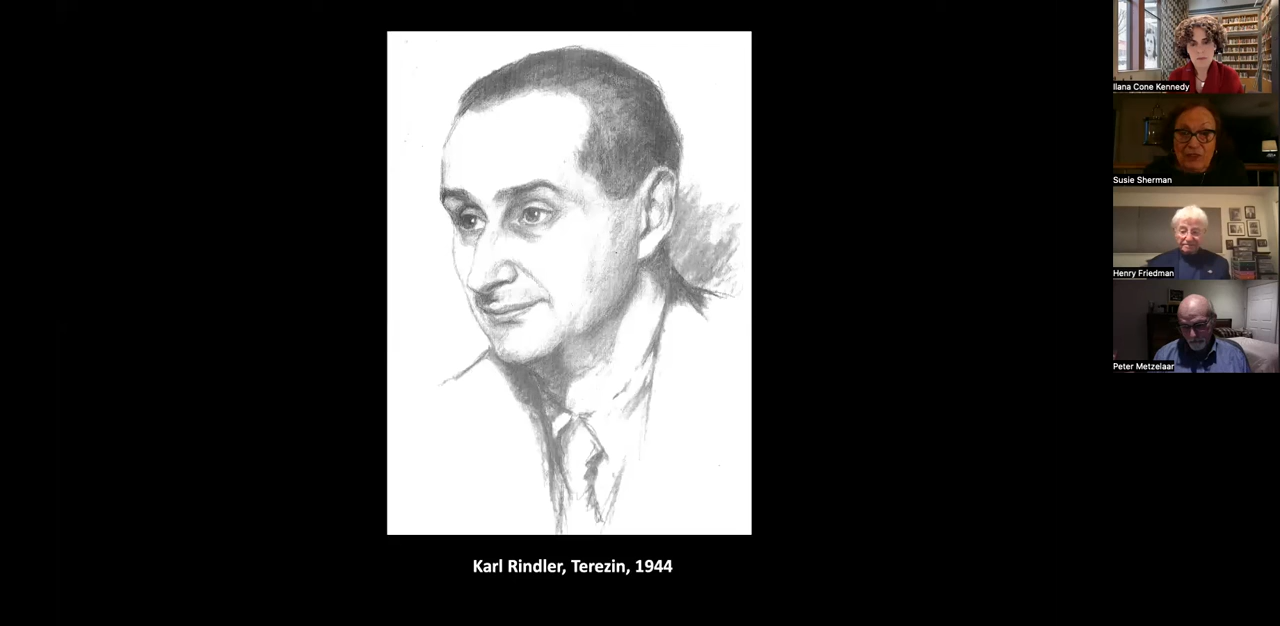 Karl Rindler, Terezin, 1944
Ilana Cone Kennedy
Susie Sherman
Henry Friedman
Peter Metzelaar